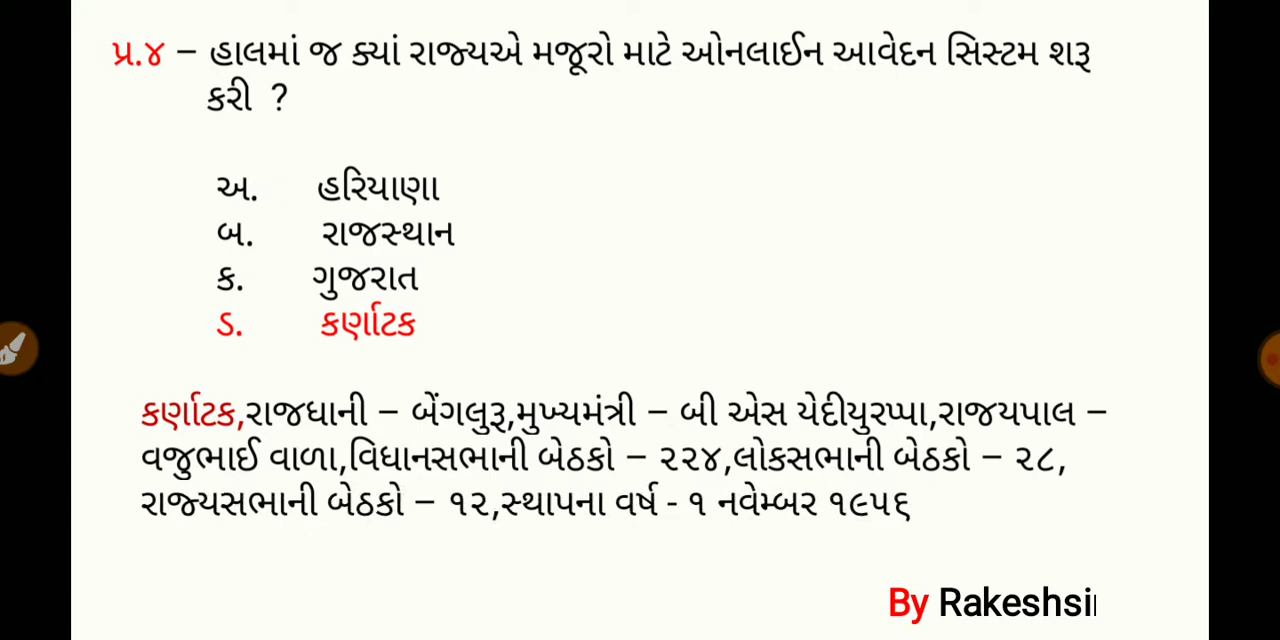 પ્ર.૪ – હાલમાં જ ક્યાં રાજ્યએ મજૂરો માટે ઓનલાઈન આવેદન સિસ્ટમ શરૂ
કરી ?
અ. હરિયાણા
બ. રાજસ્થાન
ક. ગુજરાત
ડ. કર્ણાટક
કર્ણાટક,રાજધાની – બેંગલુરૂ,મુખ્યમંત્રી – બી એસ યેદીયુરપ્પા,રાજયપાલ –
વજુભાઈ વાળા,વિધાનસભાની બેઠકો – ૨૨૪,લોકસભાની બેઠકો – ૨૮,
રાજ્યસભાની બેઠકો – ૧૨,સ્થાપના વર્ષ - ૧ નવેમ્બર ૧૯૫૬
By